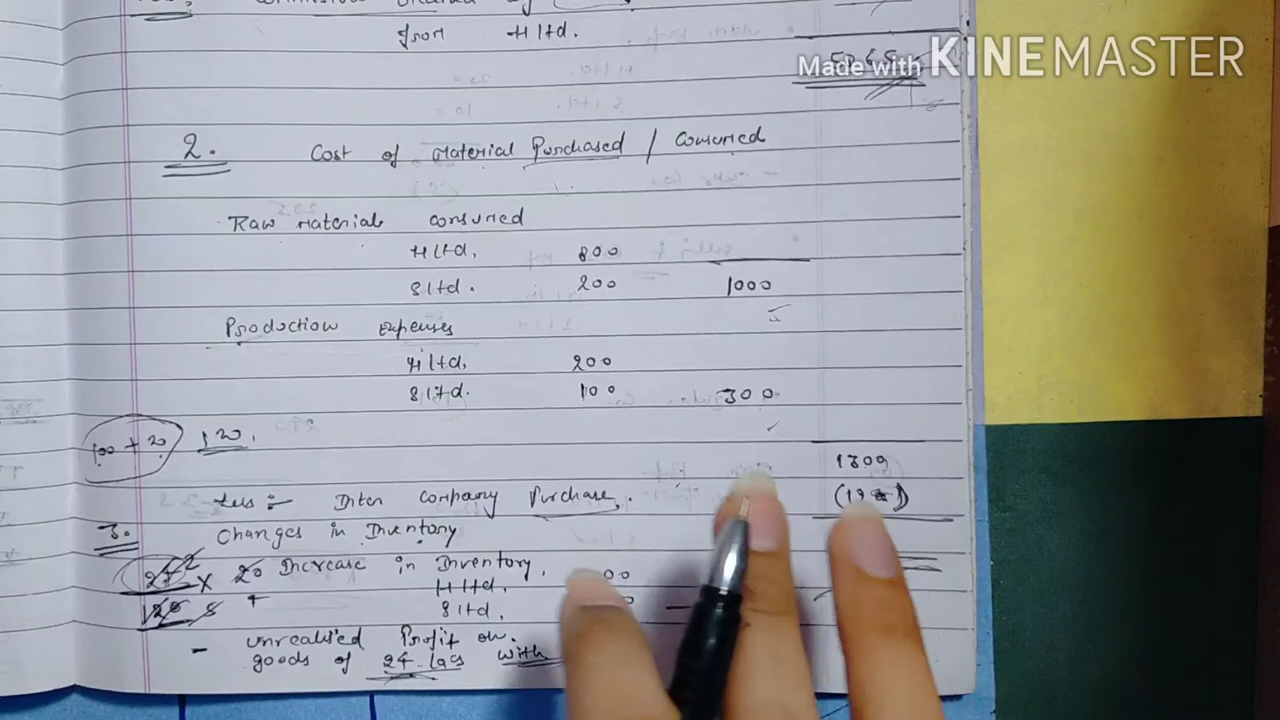 from H ltd.
Made with KINEMASTER
2. Cost of Material Purchased / Consumed
Raw Materials consumed
H ltd. 800
S ltd. 200 1000
Production Expenses
H ltd. 200
S ltd. 100 300
100 + 20 120.
1300
Less :- Inter Company Purchase.
3. Changes in Inventory
20 Increase in Inventory.
H ltd.
S ltd.
- unrealised Profit on.
goods of 24 lacs with